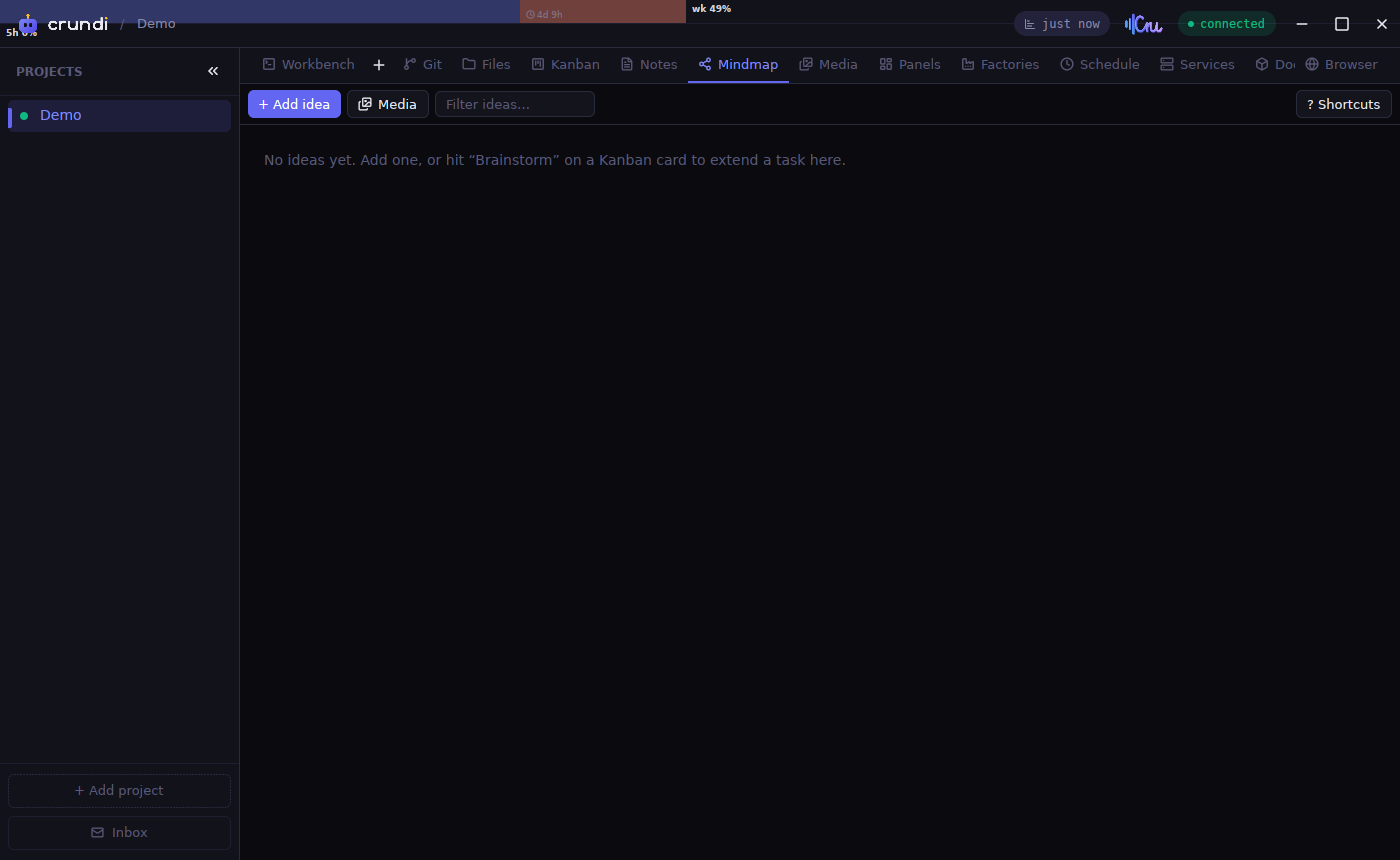 4d 9h
wk 49%
crundi / Demo
just now
Cru
connected
PROJECTS
Workbench
Git
Files
Kanban
Notes
Mindmap
Media
Panels
Factories
Schedule
Services
Doc
Browser
+ Add idea
Media
Filter ideas...
? Shortcuts
Demo
No ideas yet. Add one, or hit “Brainstorm” on a Kanban card to extend a task here.
+ Add project
Inbox